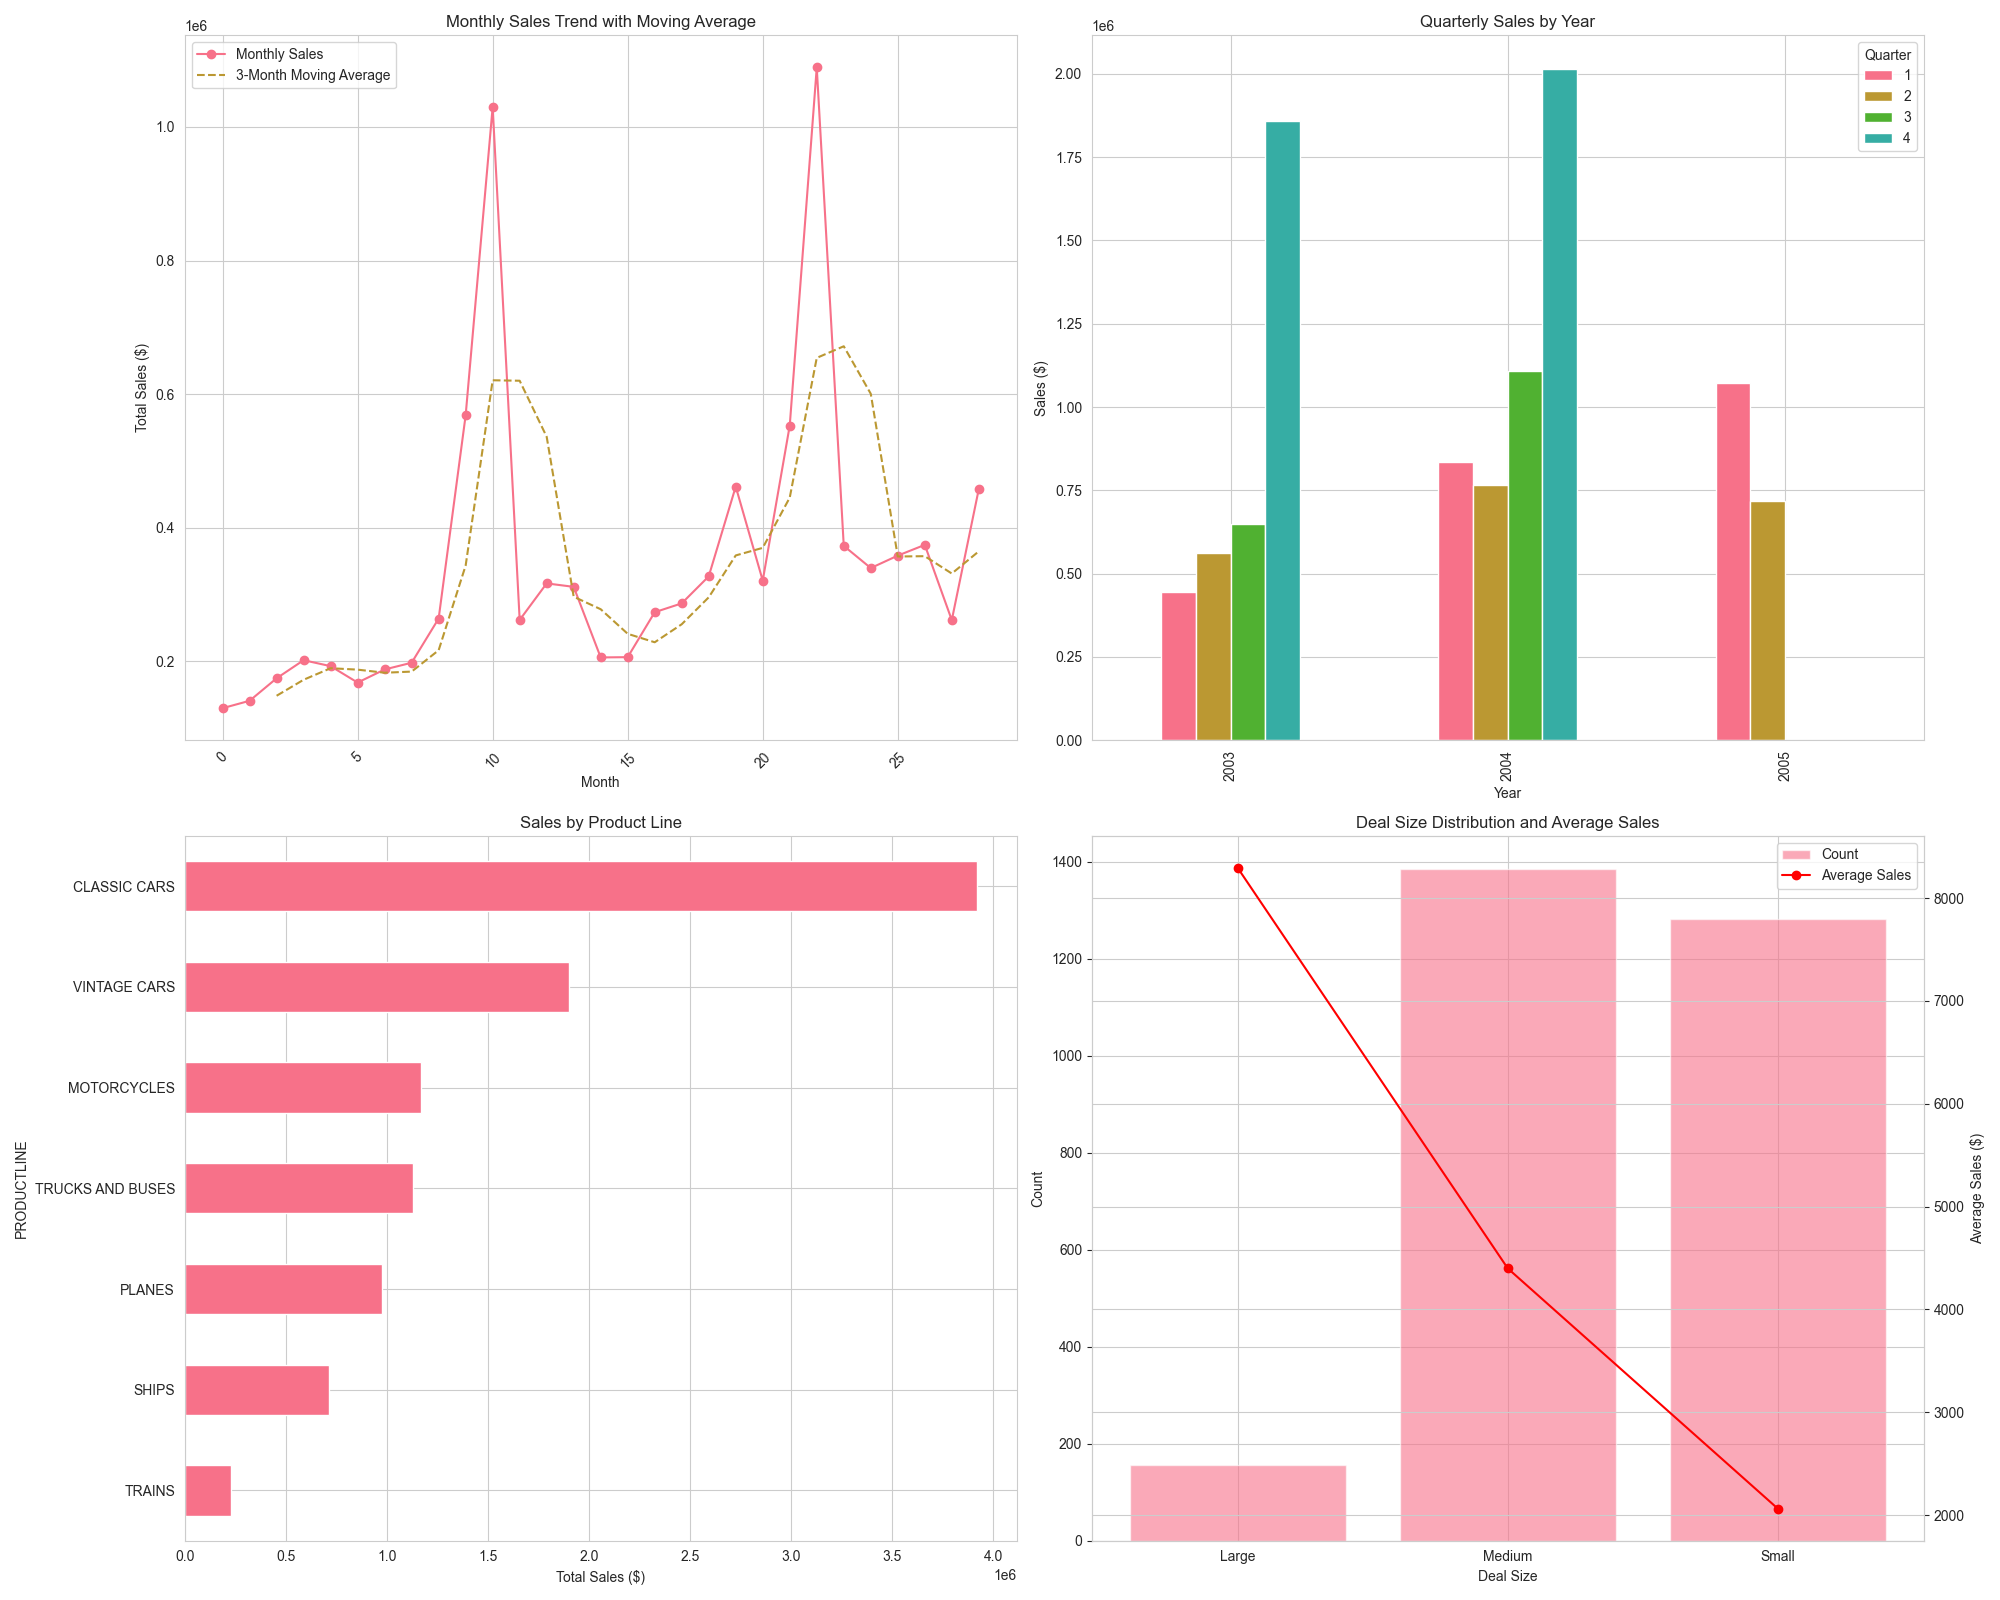 Monthly Sales Trend with Moving Average
1e6
Monthly Sales
3-Month Moving Average
1.0
0.8
0.6
0.4
0.2
Total Sales ($)
0
5
10
15
20
25
Month
Quarterly Sales by Year
1e6
Quarter
1
2
3
4
2.00
1.75
1.50
1.25
1.00
0.75
0.50
0.25
0.00
Sales ($)
2003
2004
2005
Year
Sales by Product Line
CLASSIC CARS
VINTAGE CARS
MOTORCYCLES
TRUCKS AND BUSES
PLANES
SHIPS
TRAINS
PRODUCTLINE
0.0
0.5
1.0
1.5
2.0
2.5
3.0
3.5
4.0
1e6
Total Sales ($)
Deal Size Distribution and Average Sales
Count
Average Sales
1400
1200
1000
800
600
400
200
0
Count
8000
7000
6000
5000
4000
3000
2000
Average Sales ($)
Large
Medium
Small
Deal Size